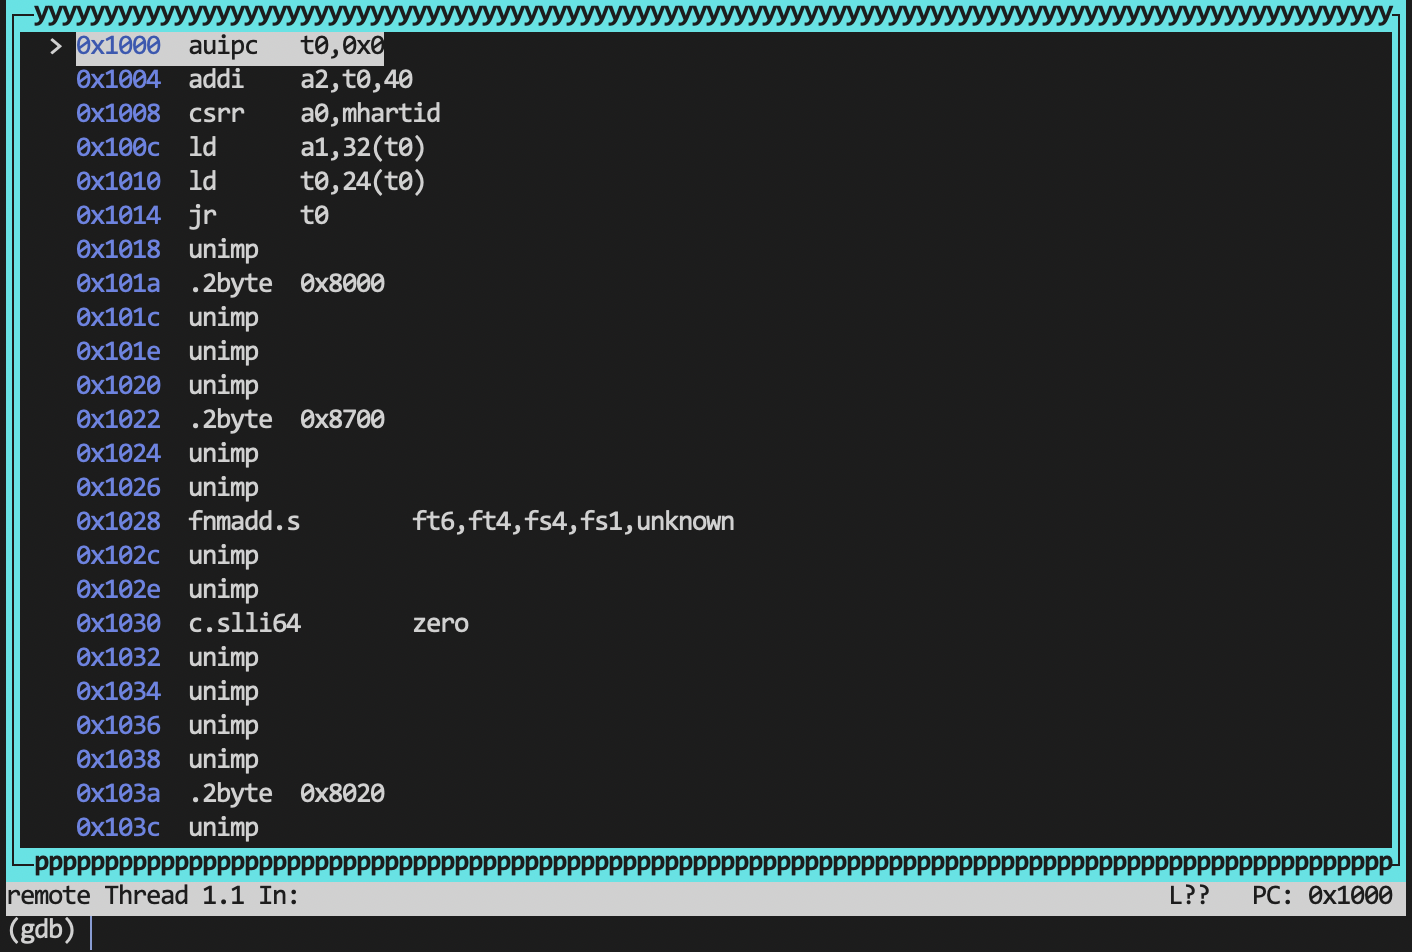 yyyyyyyyyyyyyyyyyyyyyyyyyyyyyyyyyyyyyyyyyyyyyyyyyyyyyyyyyyyyyyyyyyyyyyyyyyyyyyyyyyyyyyyyyyyyyyyyy
> 0x1000 auipc t0,0x0
0x1004 addi a2,t0,40
0x1008 csrr a0,mhartid
0x100c ld a1,32(t0)
0x1010 ld t0,24(t0)
0x1014 jr t0
0x1018 unimp
0x101a .2byte 0x8000
0x101c unimp
0x101e unimp
0x1020 unimp
0x1022 .2byte 0x8700
0x1024 unimp
0x1026 unimp
0x1028 fnmadd.s ft6,ft4,fs4,fs1,unknown
0x102c unimp
0x102e unimp
0x1030 c.slli64 zero
0x1032 unimp
0x1034 unimp
0x1036 unimp
0x1038 unimp
0x103a .2byte 0x8020
0x103c unimp
ppppppppppppppppppppppppppppppppppppppppppppppppppppppppppppppppppppppppppppppppppppppppppppppppp
remote Thread 1.1 In: L?? PC: 0x1000
(gdb)